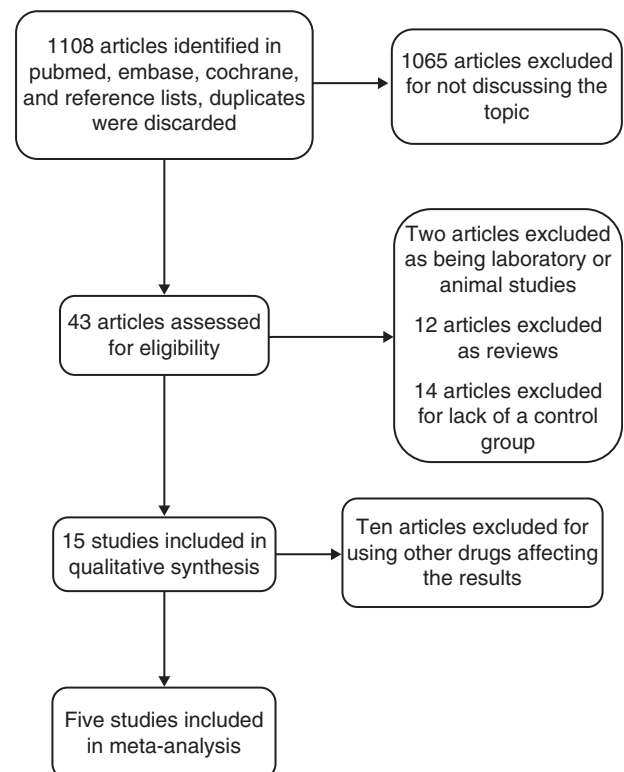 1108 articles identified in
pubmed, embase, cochrane,
and reference lists, duplicates
were discarded
1065 articles excluded
for not discussing the
topic
Two articles excluded
as being laboratory or
animal studies
12 articles excluded
as reviews
14 articles excluded
for lack of a control
group
43 articles assessed
for eligibility
15 studies included in
qualitative synthesis
Ten articles excluded for
using other drugs affecting
the results
Five studies included
in meta-analysis